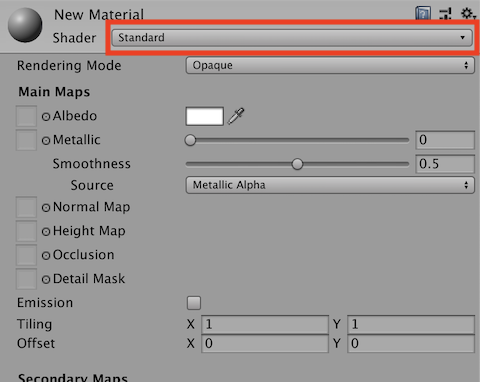 New Material
Shader Standard
Rendering Mode Opaque
Main Maps
Albedo
Metallic 0
Smoothness 0.5
Source Metallic Alpha
Normal Map
Height Map
Occlusion
Detail Mask
Emission
Tiling X 1 Y 1
Offset X 0 Y 0
Secondary Maps